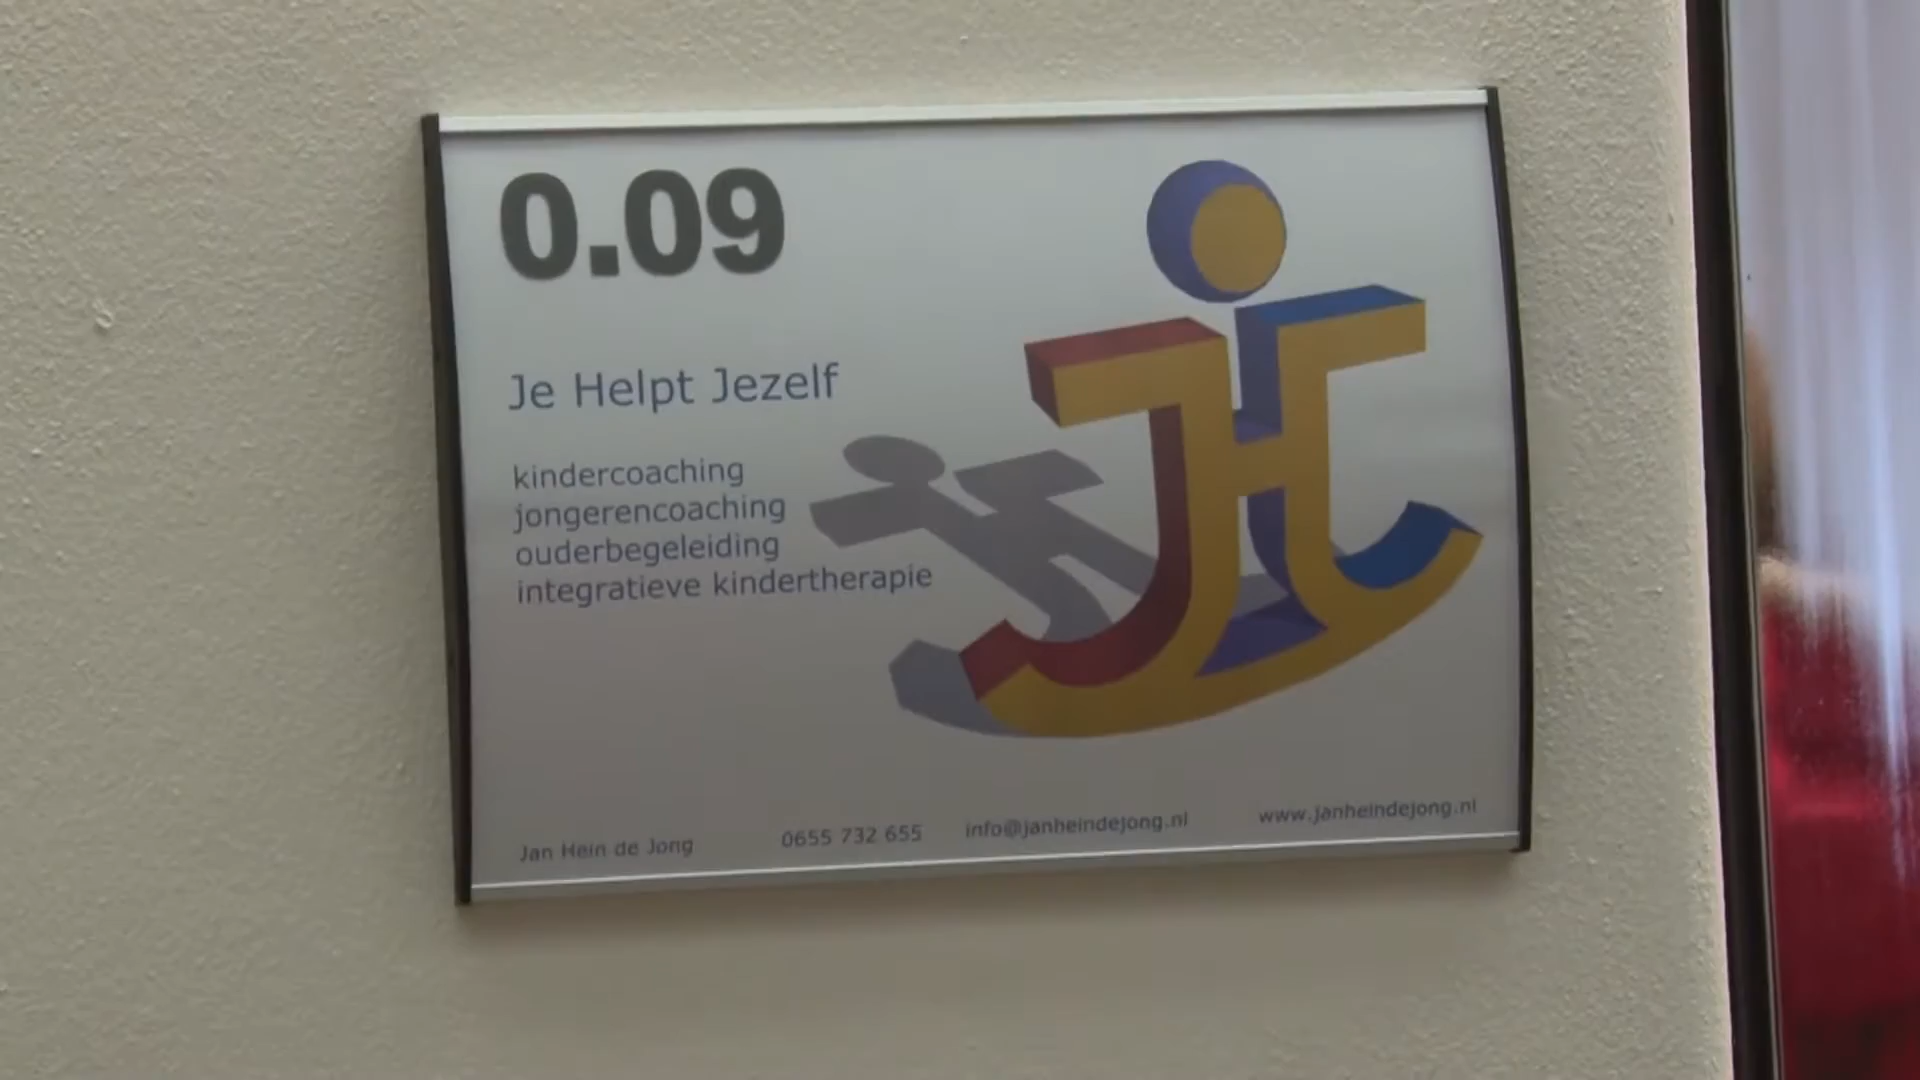 0.09
Je Helpt Jezelf
kindercoaching
jongerencoaching
ouderbegeleiding
integratieve kindertherapie
JH
Jan Hein de Jong 0655 732 655 info@janheindejong.nl www.janheindejong.nl